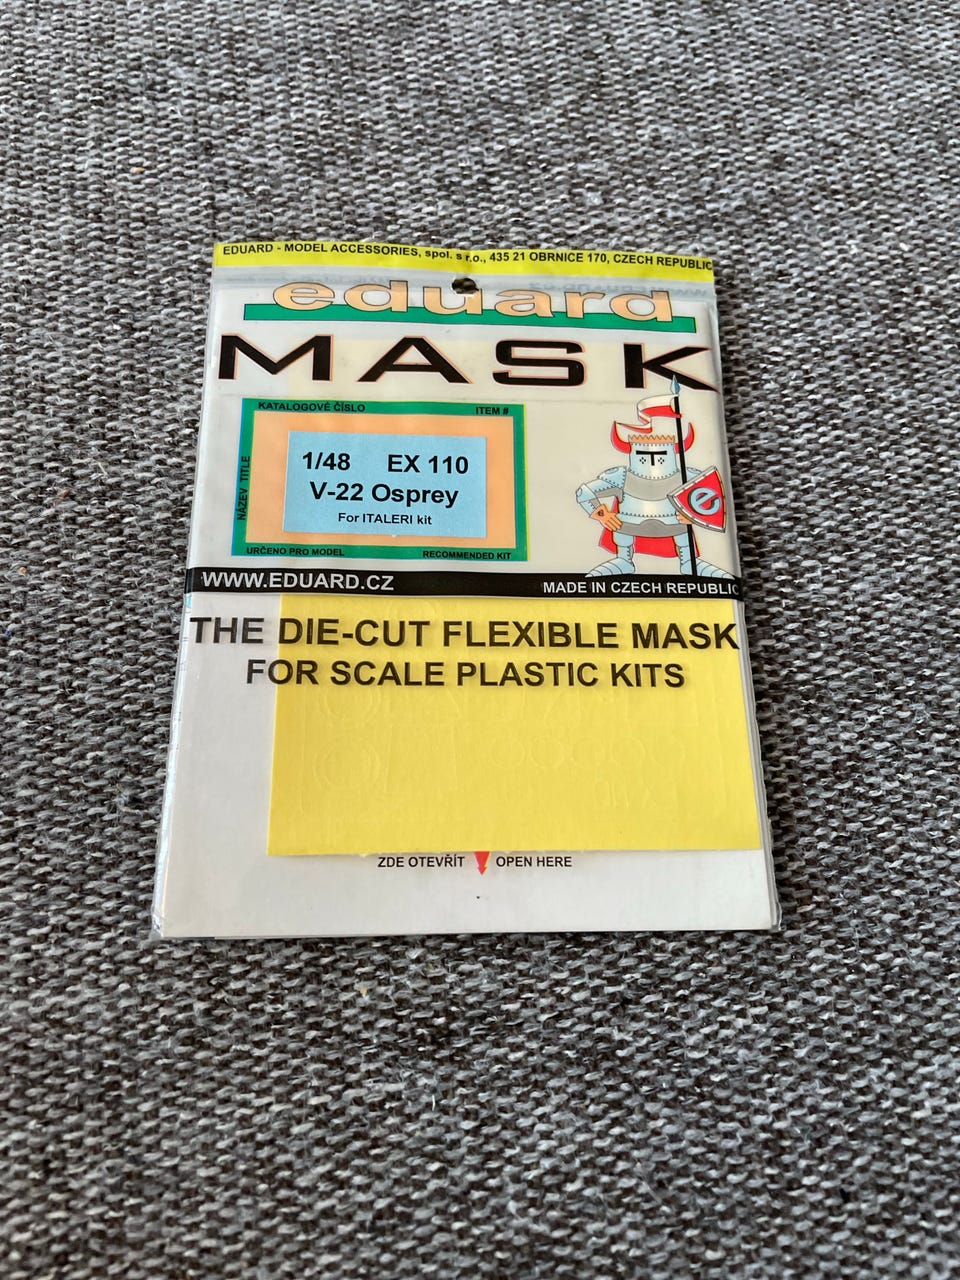 EDUARD - MODEL ACCESSORIES, spol. s r.o., 435 21 OBRNICE 170, CZECH REPUBLIC
eduard
MASK
KATALOGOVÉ ČÍSLO ITEM #
NÁZEV TITLE
1/48 EX 110
V-22 Osprey
For ITALERI kit
e
URČENO PRO MODEL RECOMMENDED KIT
WWW.EDUARD.CZ MADE IN CZECH REPUBLIC
THE DIE-CUT FLEXIBLE MASK
FOR SCALE PLASTIC KITS
ZDE OTEVŘÍT OPEN HERE